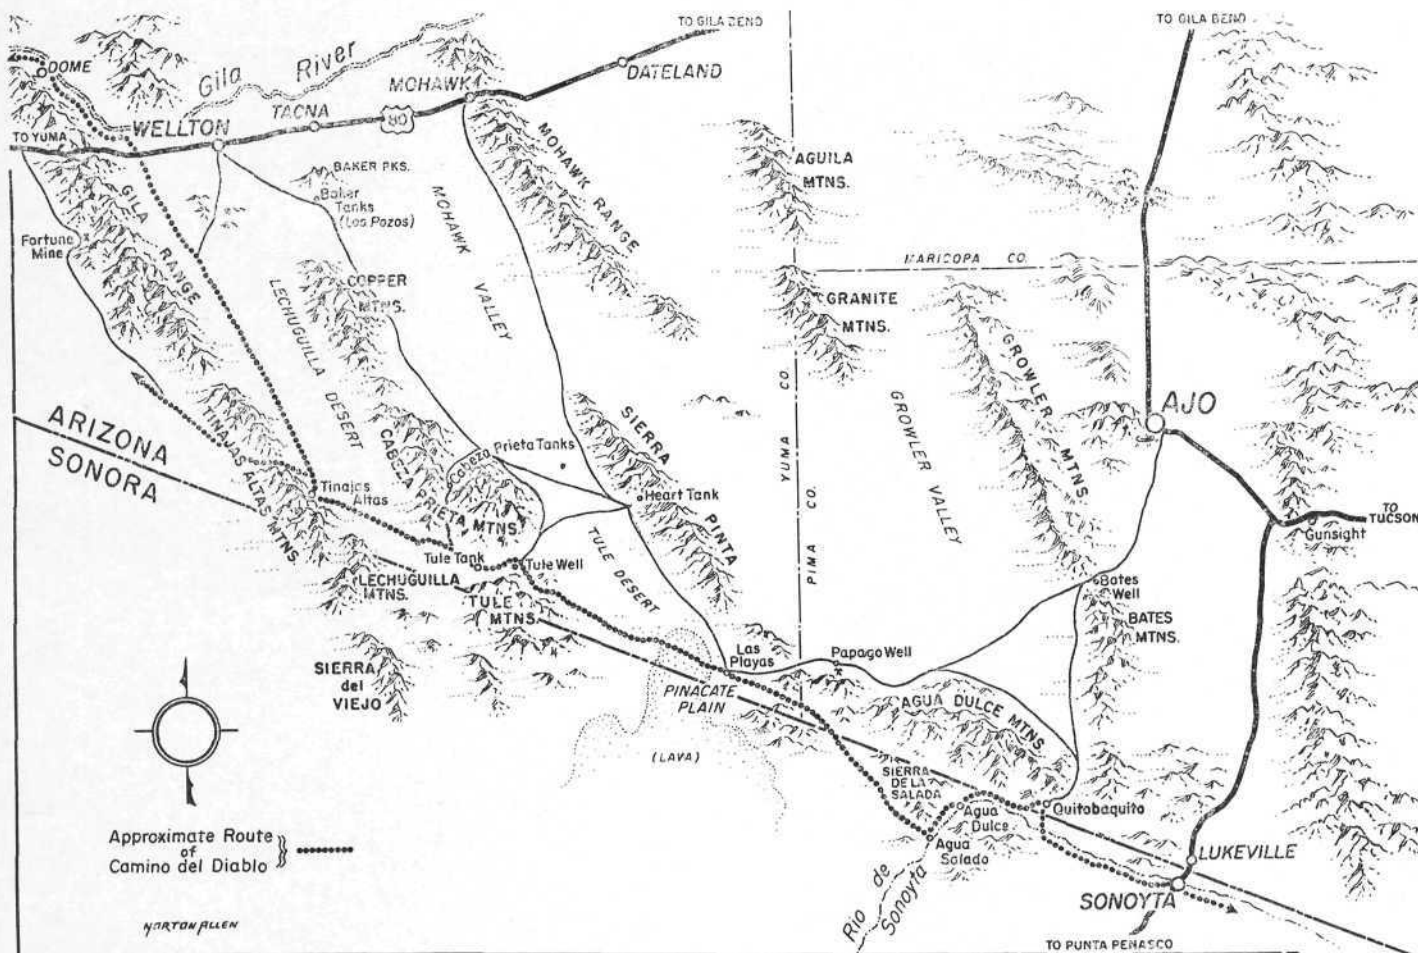 TO GILA BEND
TO GILA BEND
DOME
Gila River
MOHAWK
DATELAND
TACNA
80
WELLTON
TO YUMA
BAKER PKS.
Baker
Tanks
(Las Pozos)
MOHAWK
VALLEY
MOHAWK RANGE
AGUILA
MTNS.
GILA
RANGE
Fortuna
Mine
MARICOPA CO.
COPPER
MTNS.
LECHUGUILLA
DESERT
GRANITE
MTNS.
GROWLER MTNS
GROWLER
VALLEY
YUMA CO.
PIMA CO.
AJO
ARIZONA
SONORA
TINAJAS ALTAS MTNS.
Tinajas
Altas
CABEZA PRIETA MTNS.
Cabeza Prieta Tanks
SIERRA
PINTA
Heart Tank
TO
TUCSON
Gunsight
Tule Tank
Tule Well
TULE DESERT
LECHUGUILLA
MTNS.
TULE
MTNS.
Bates
Well
BATES
MTNS.
SIERRA
del
VIEJO
Las
Playas
Papago Well
PINACATE
PLAIN
AGUA DULCE MTNS
(LAVA)
SIERRA
DE LA
SALADA
Agua
Dulce
Quitobaquito
Agua
Salado
Rio de
Sonoyta
LUKEVILLE
SONOYTA
TO PUNTA PENASCO
Approximate Route
of
Camino del Diablo
NORTON ALLEN